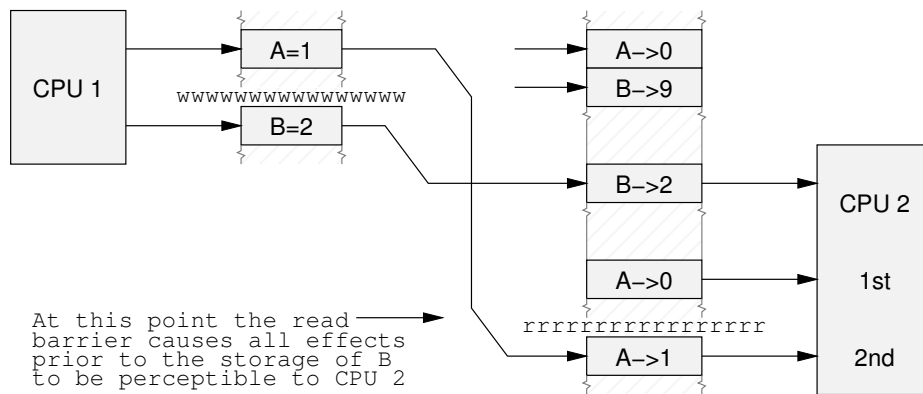 A=1
A->0
CPU 1
B->9
wwwwwwwwwwwwwwww
B=2
B->2
CPU 2
A->0
1st
At this point the read
barrier causes all effects
prior to the storage of B
to be perceptible to CPU 2
rrrrrrrrrrrrrrrrr
A->1
2nd